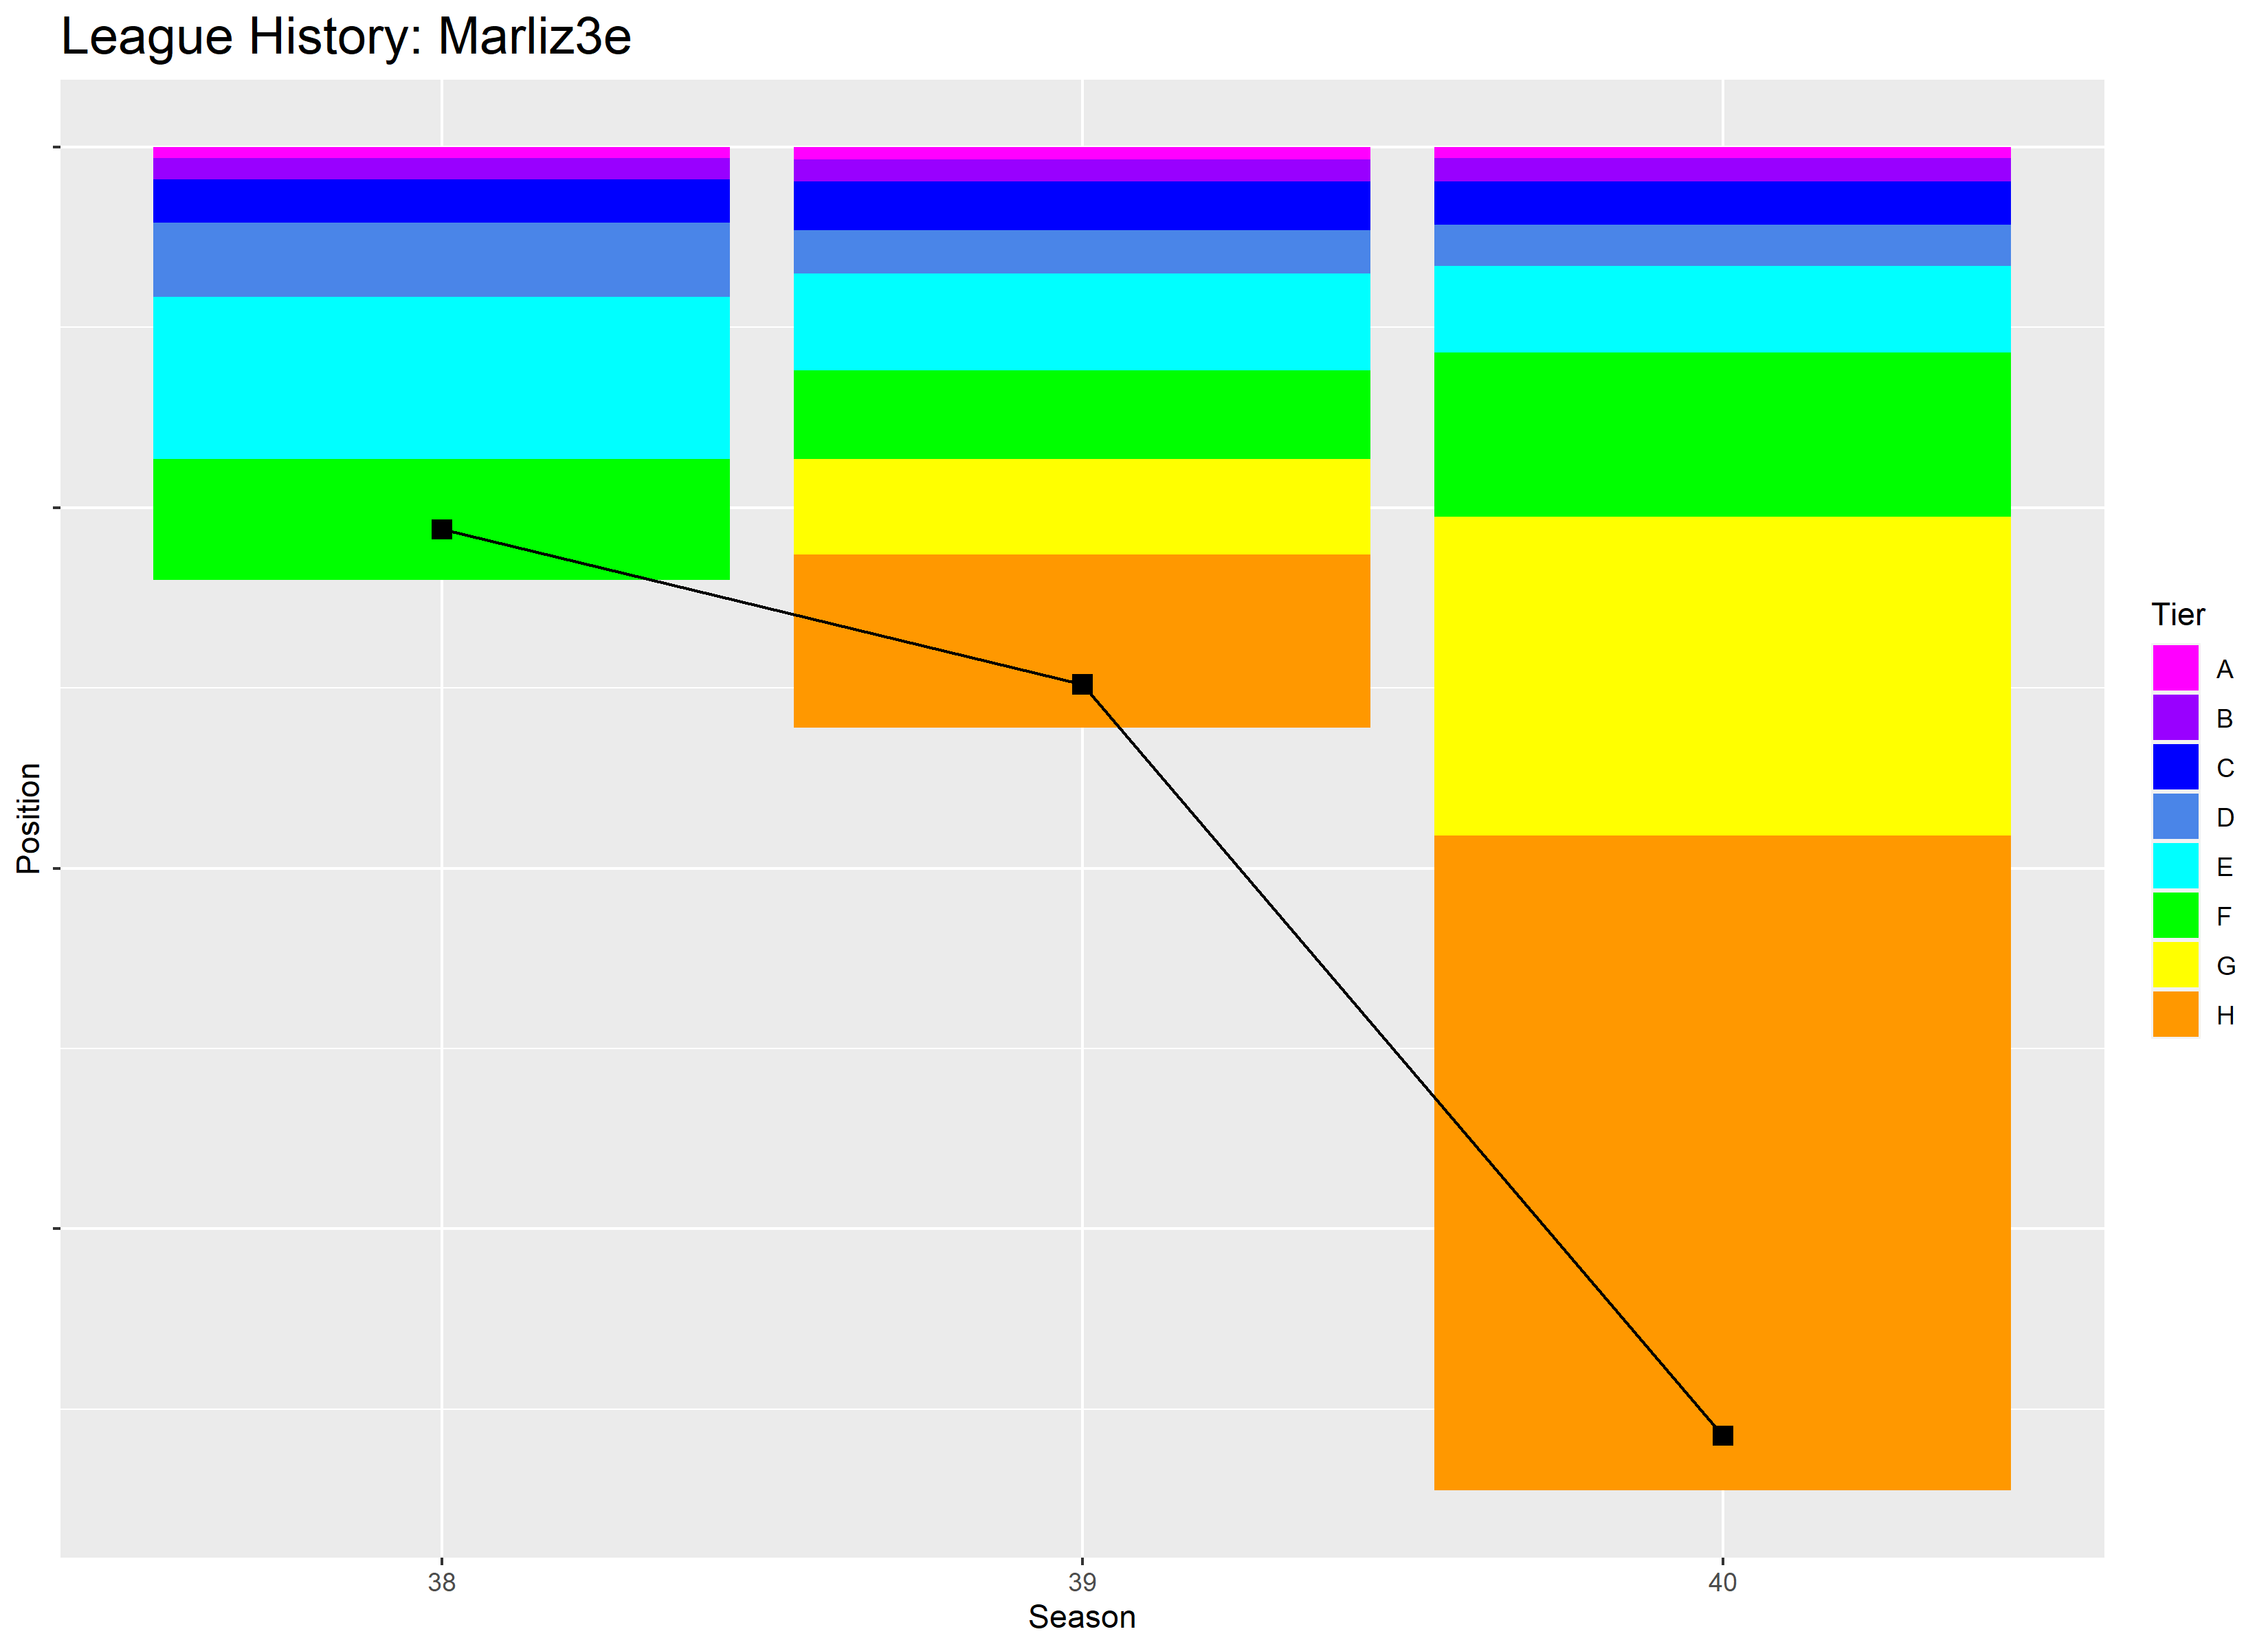 League History: Marliz3e
Position
Tier
A
B
C
D
E
F
G
H
38
39
40
Season